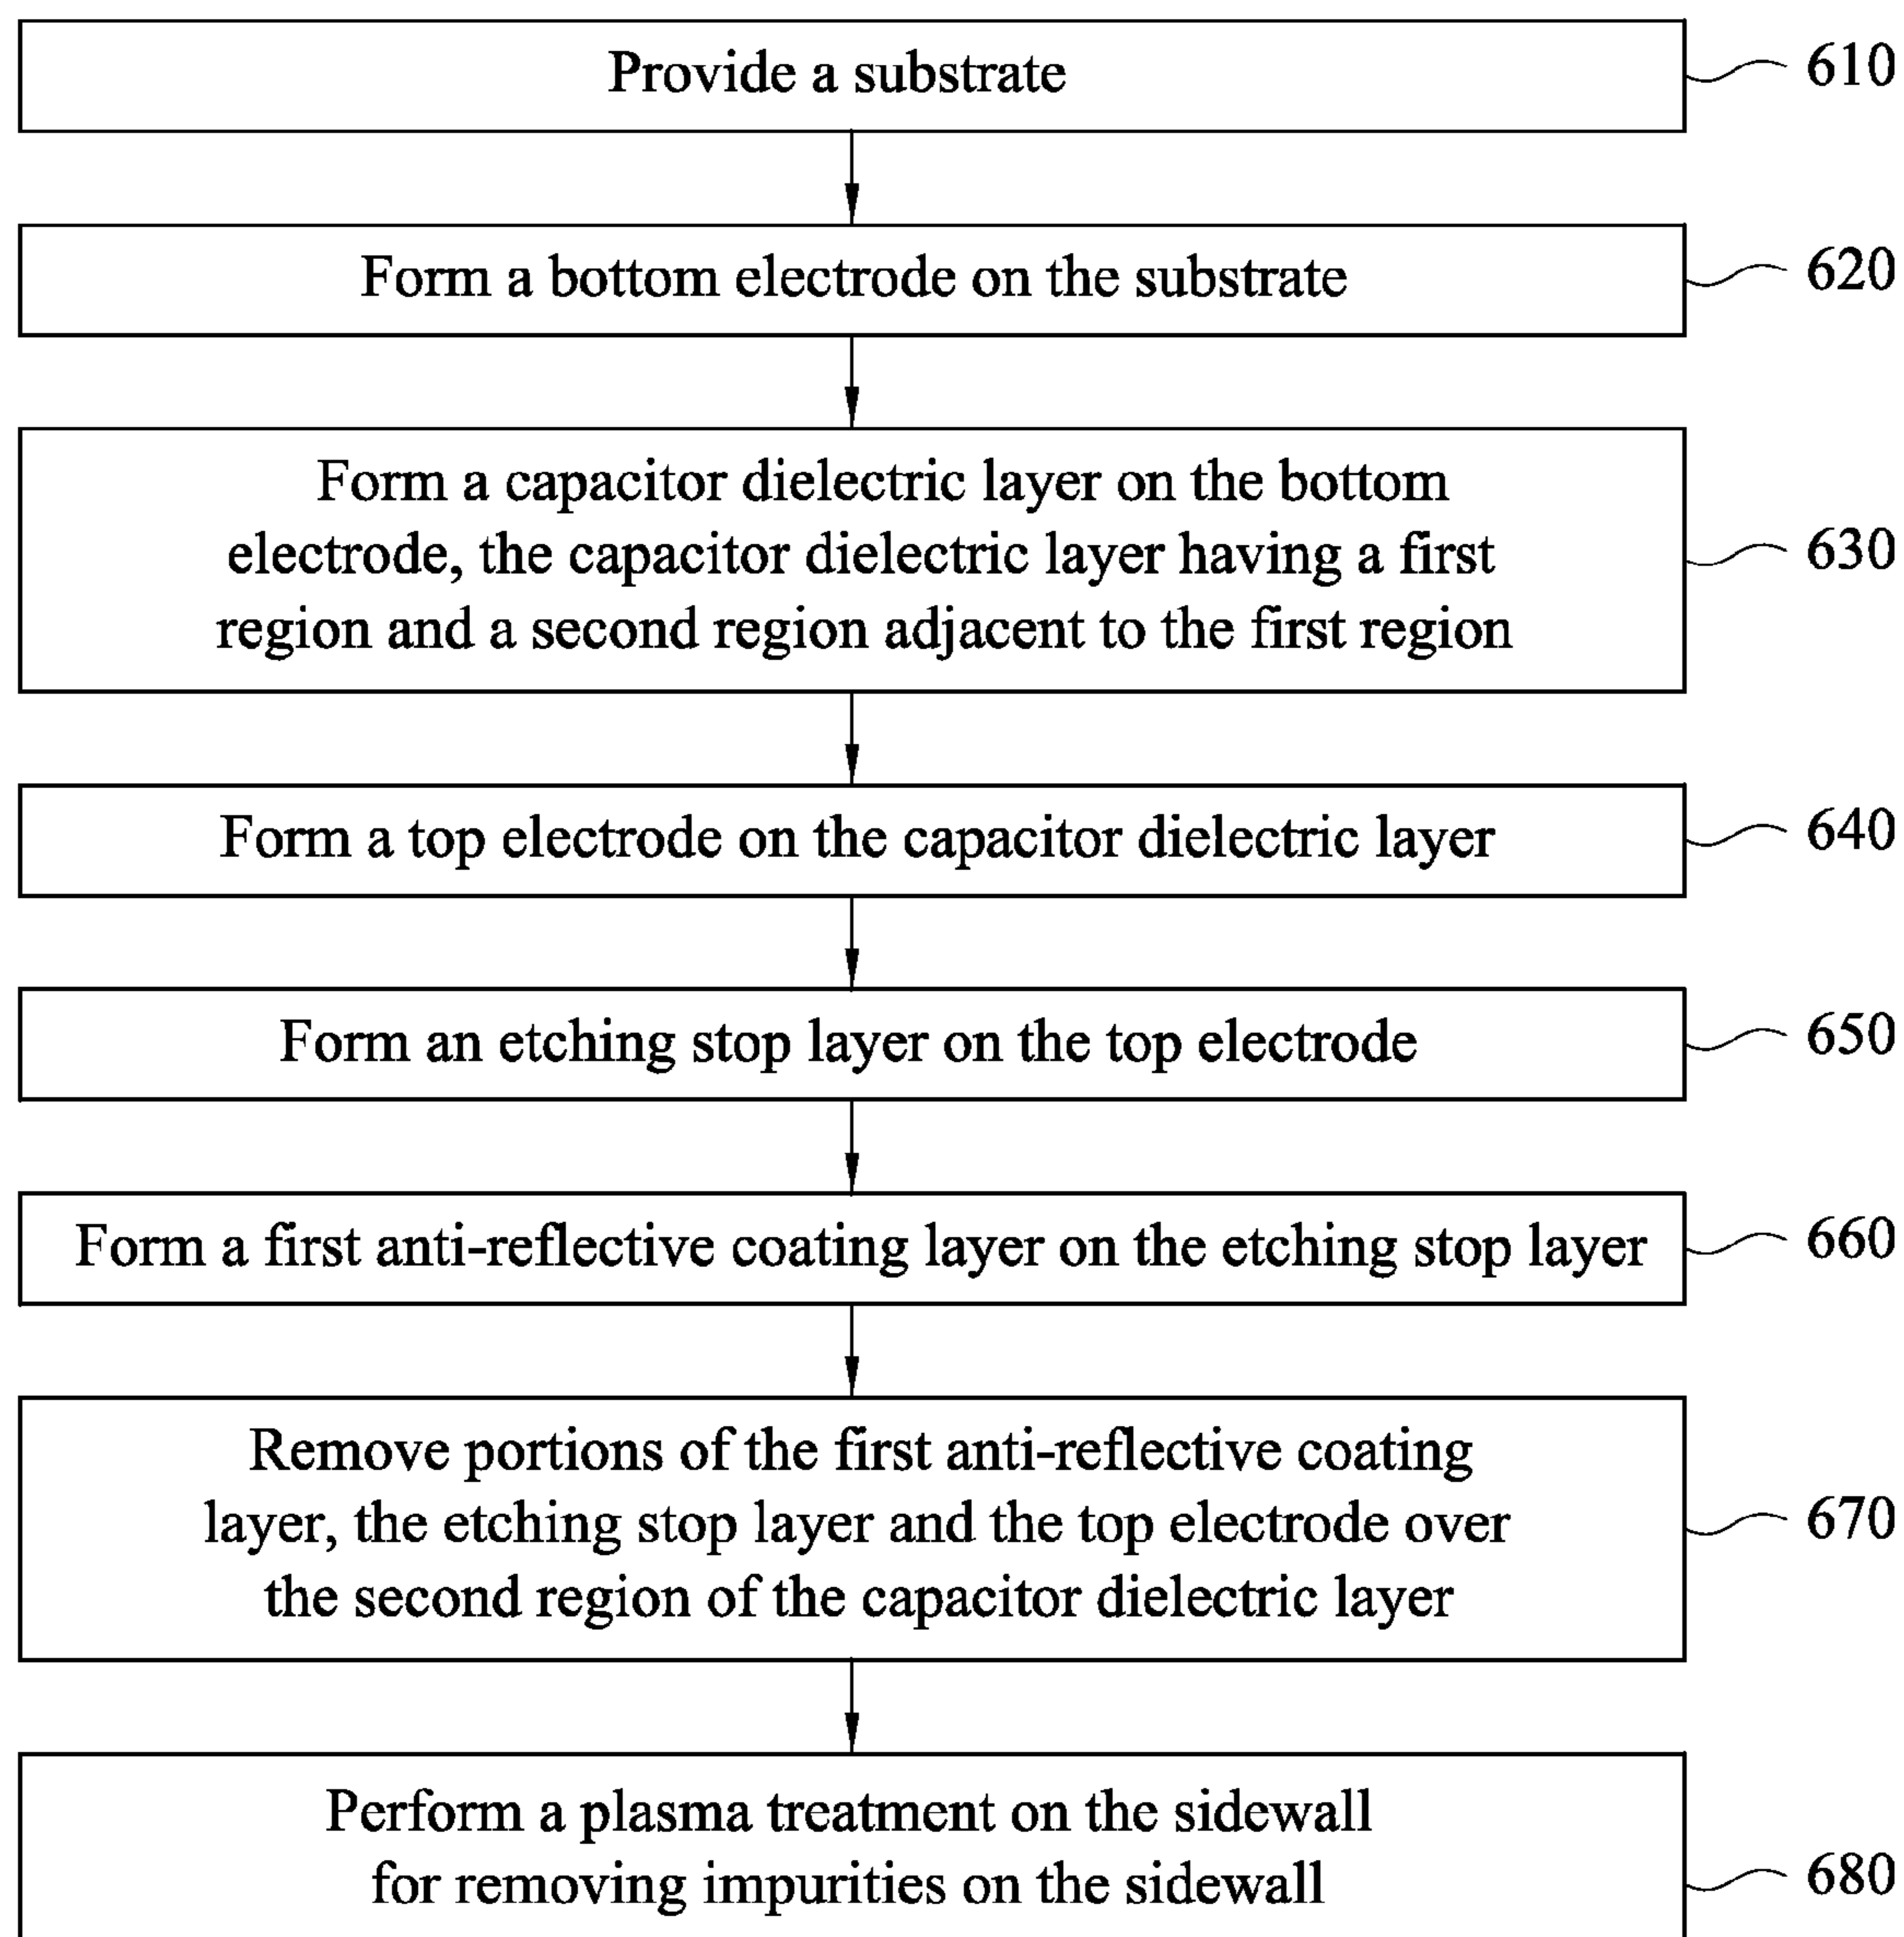 Provide a substrate
610
Form a bottom electrode on the substrate
620
Form a capacitor dielectric layer on the bottom
electrode, the capacitor dielectric layer having a first
region and a second region adjacent to the first region
630
Form a top electrode on the capacitor dielectric layer
640
Form an etching stop layer on the top electrode
650
Form a first anti-reflective coating layer on the etching stop layer
660
Remove portions of the first anti-reflective coating
layer, the etching stop layer and the top electrode over
the second region of the capacitor dielectric layer
670
Perform a plasma treatment on the sidewall
for removing impurities on the sidewall
680